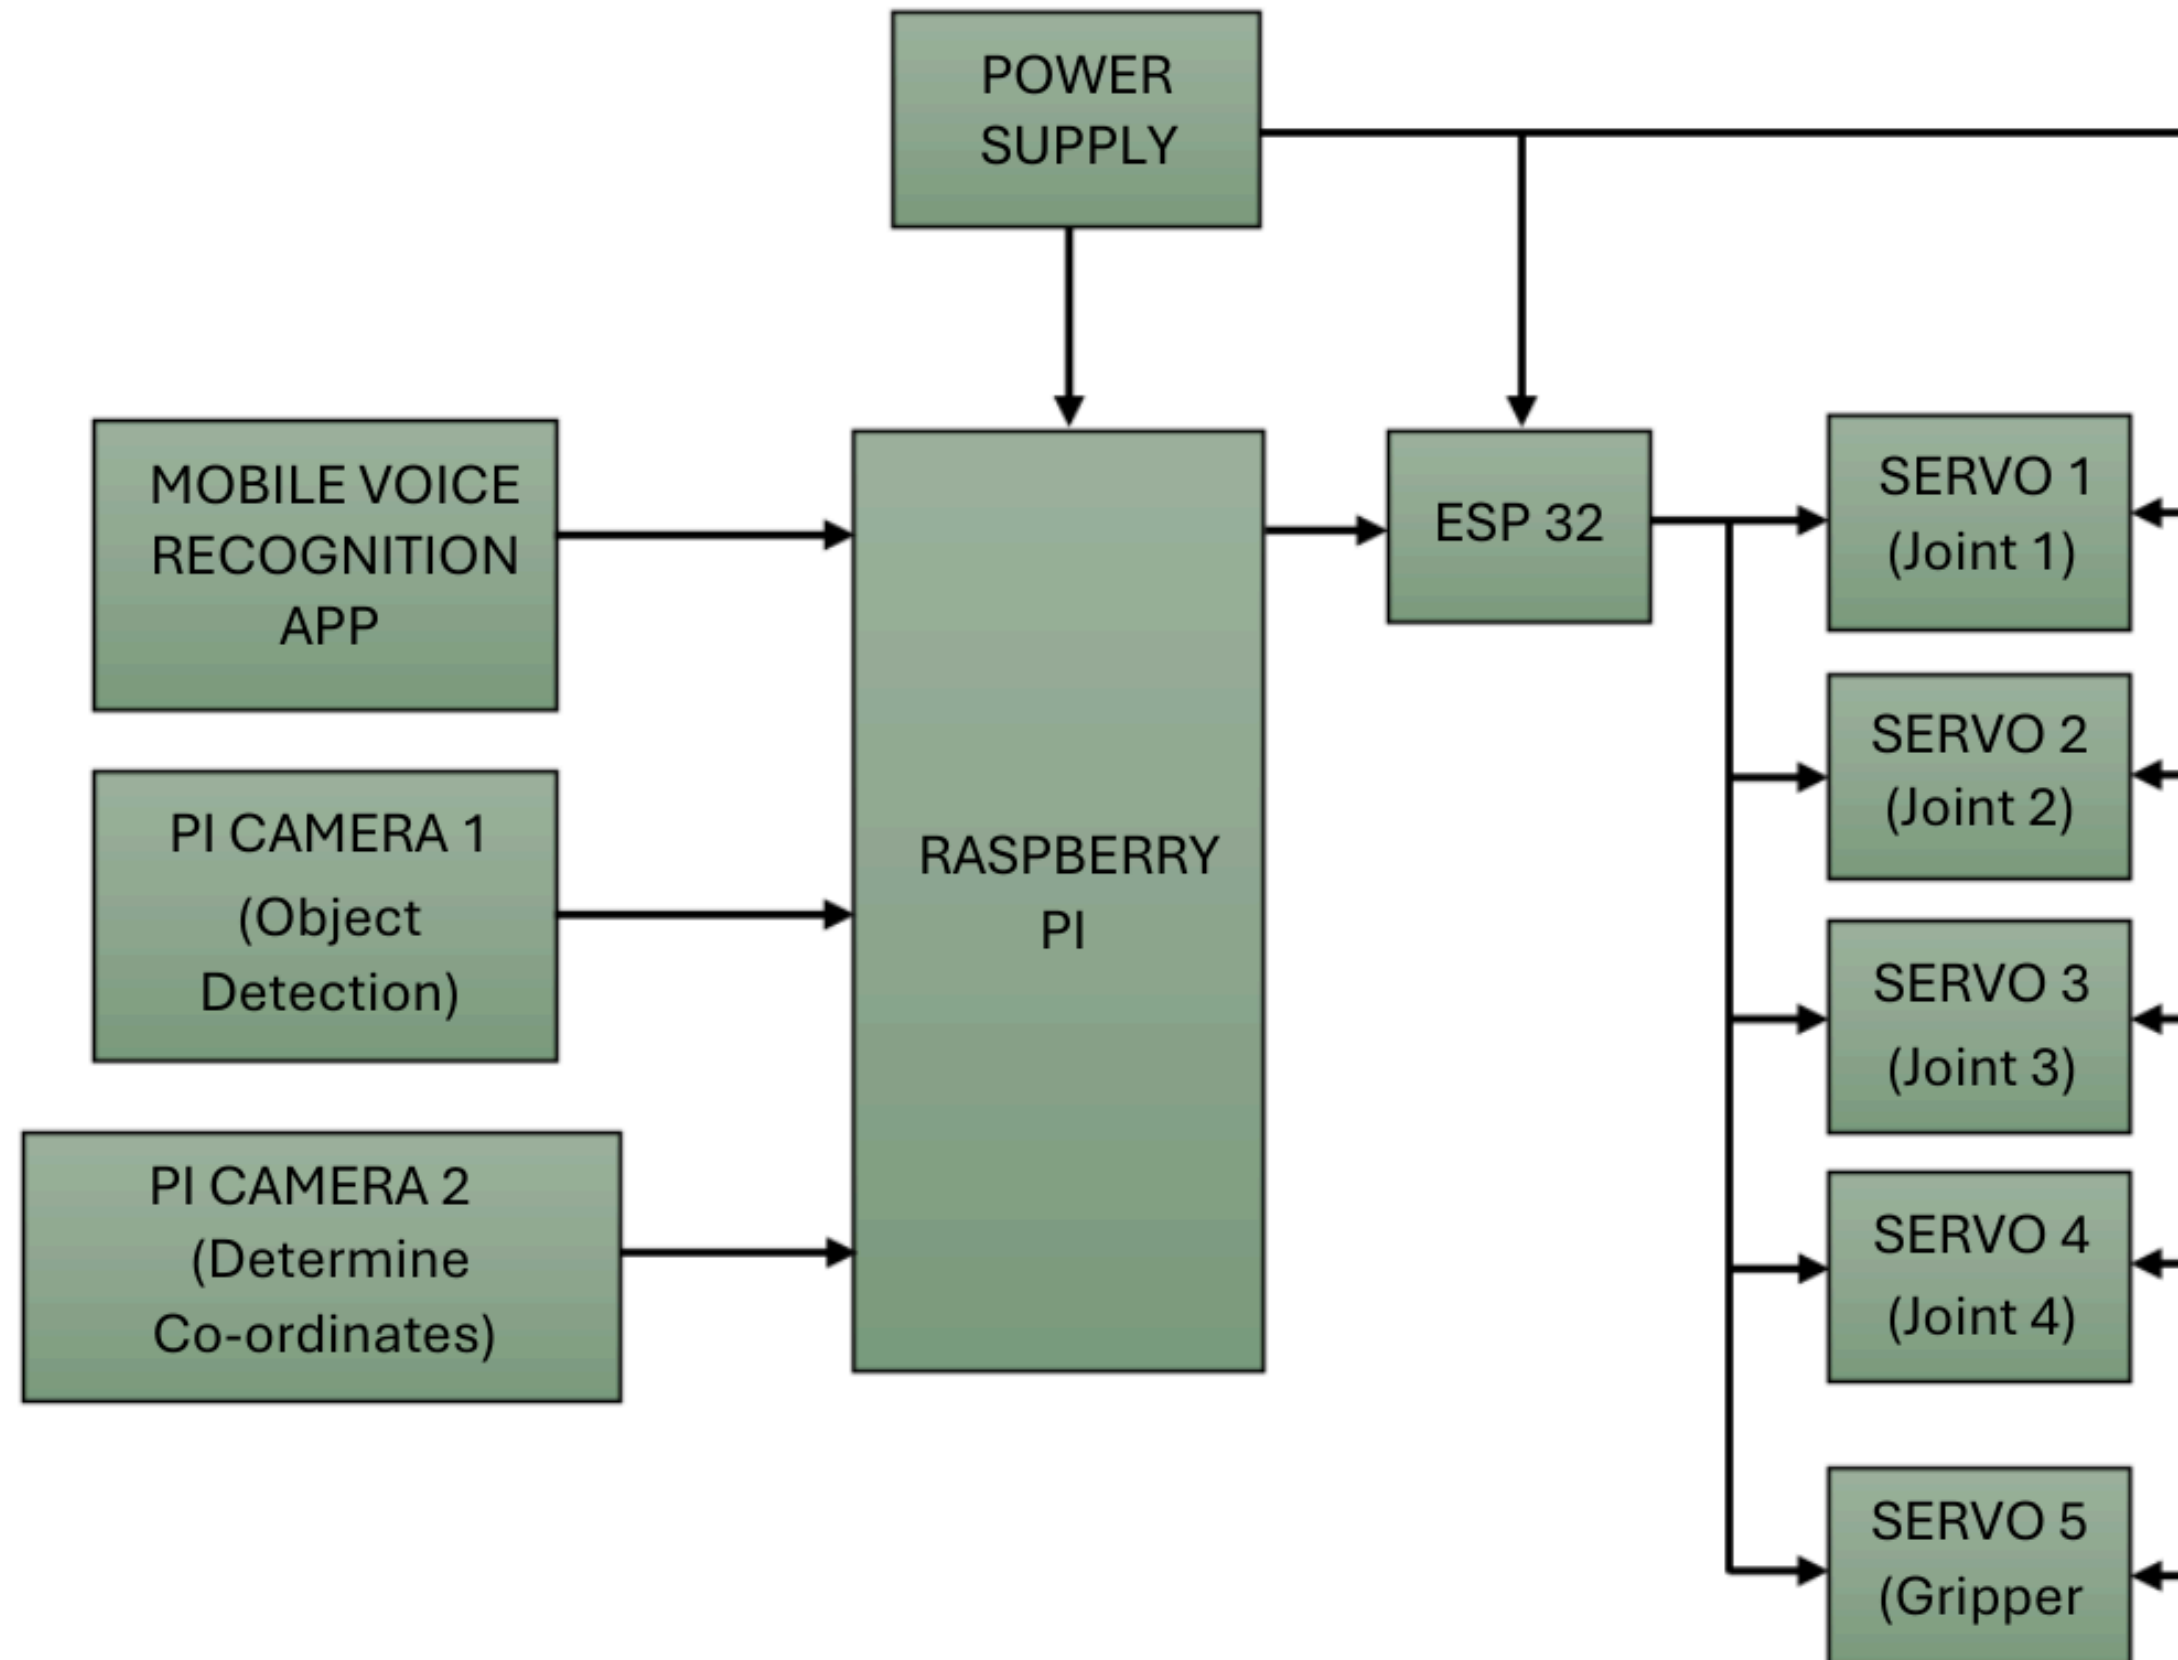 POWER
SUPPLY
MOBILE VOICE
RECOGNITION
APP
PI CAMERA 1
(Object
Detection)
PI CAMERA 2
(Determine
Co-ordinates)
RASPBERRY
PI
ESP 32
SERVO 1
(Joint 1)
SERVO 2
(Joint 2)
SERVO 3
(Joint 3)
SERVO 4
(Joint 4)
SERVO 5
(Gripper